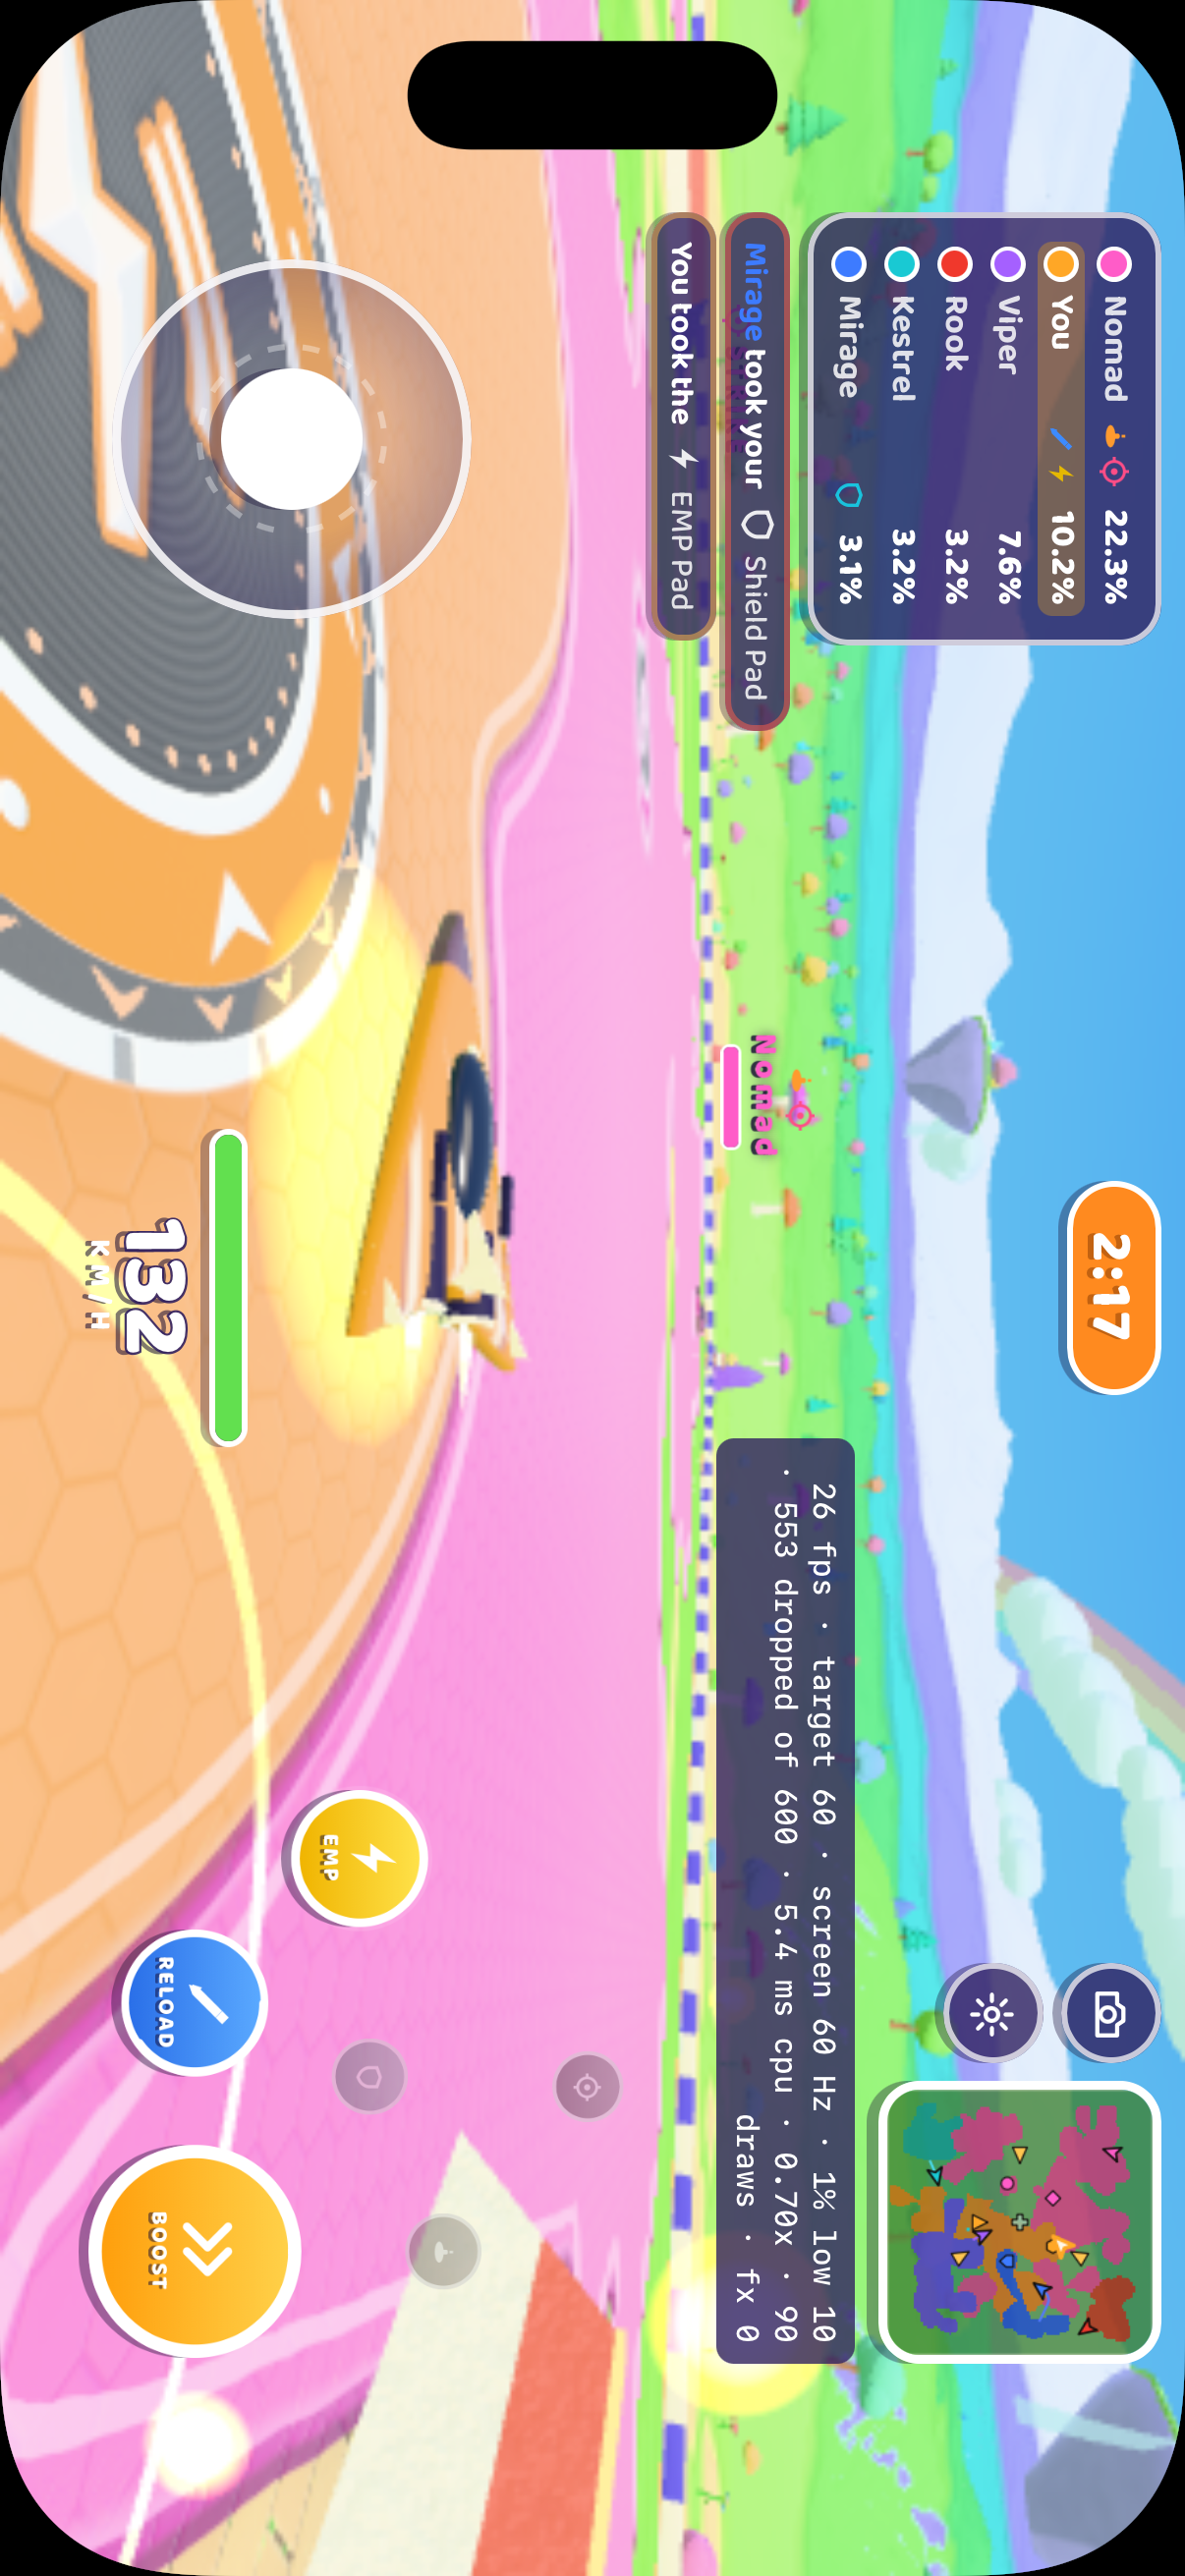 Nomad 22.3%
You 10.2%
Viper 7.6%
Rook 3.2%
Kestrel 3.2%
Mirage 3.1%
Mirage took your Shield Pad
You took the EMP Pad
2:17
Nomad
26 fps · target 60 · screen 60 Hz · 1% low 10
· 553 dropped of 600 · 5.4 ms cpu · 0.70x · 90
draws · fx 0
132
KM/H
EMP
RELOAD
BOOST